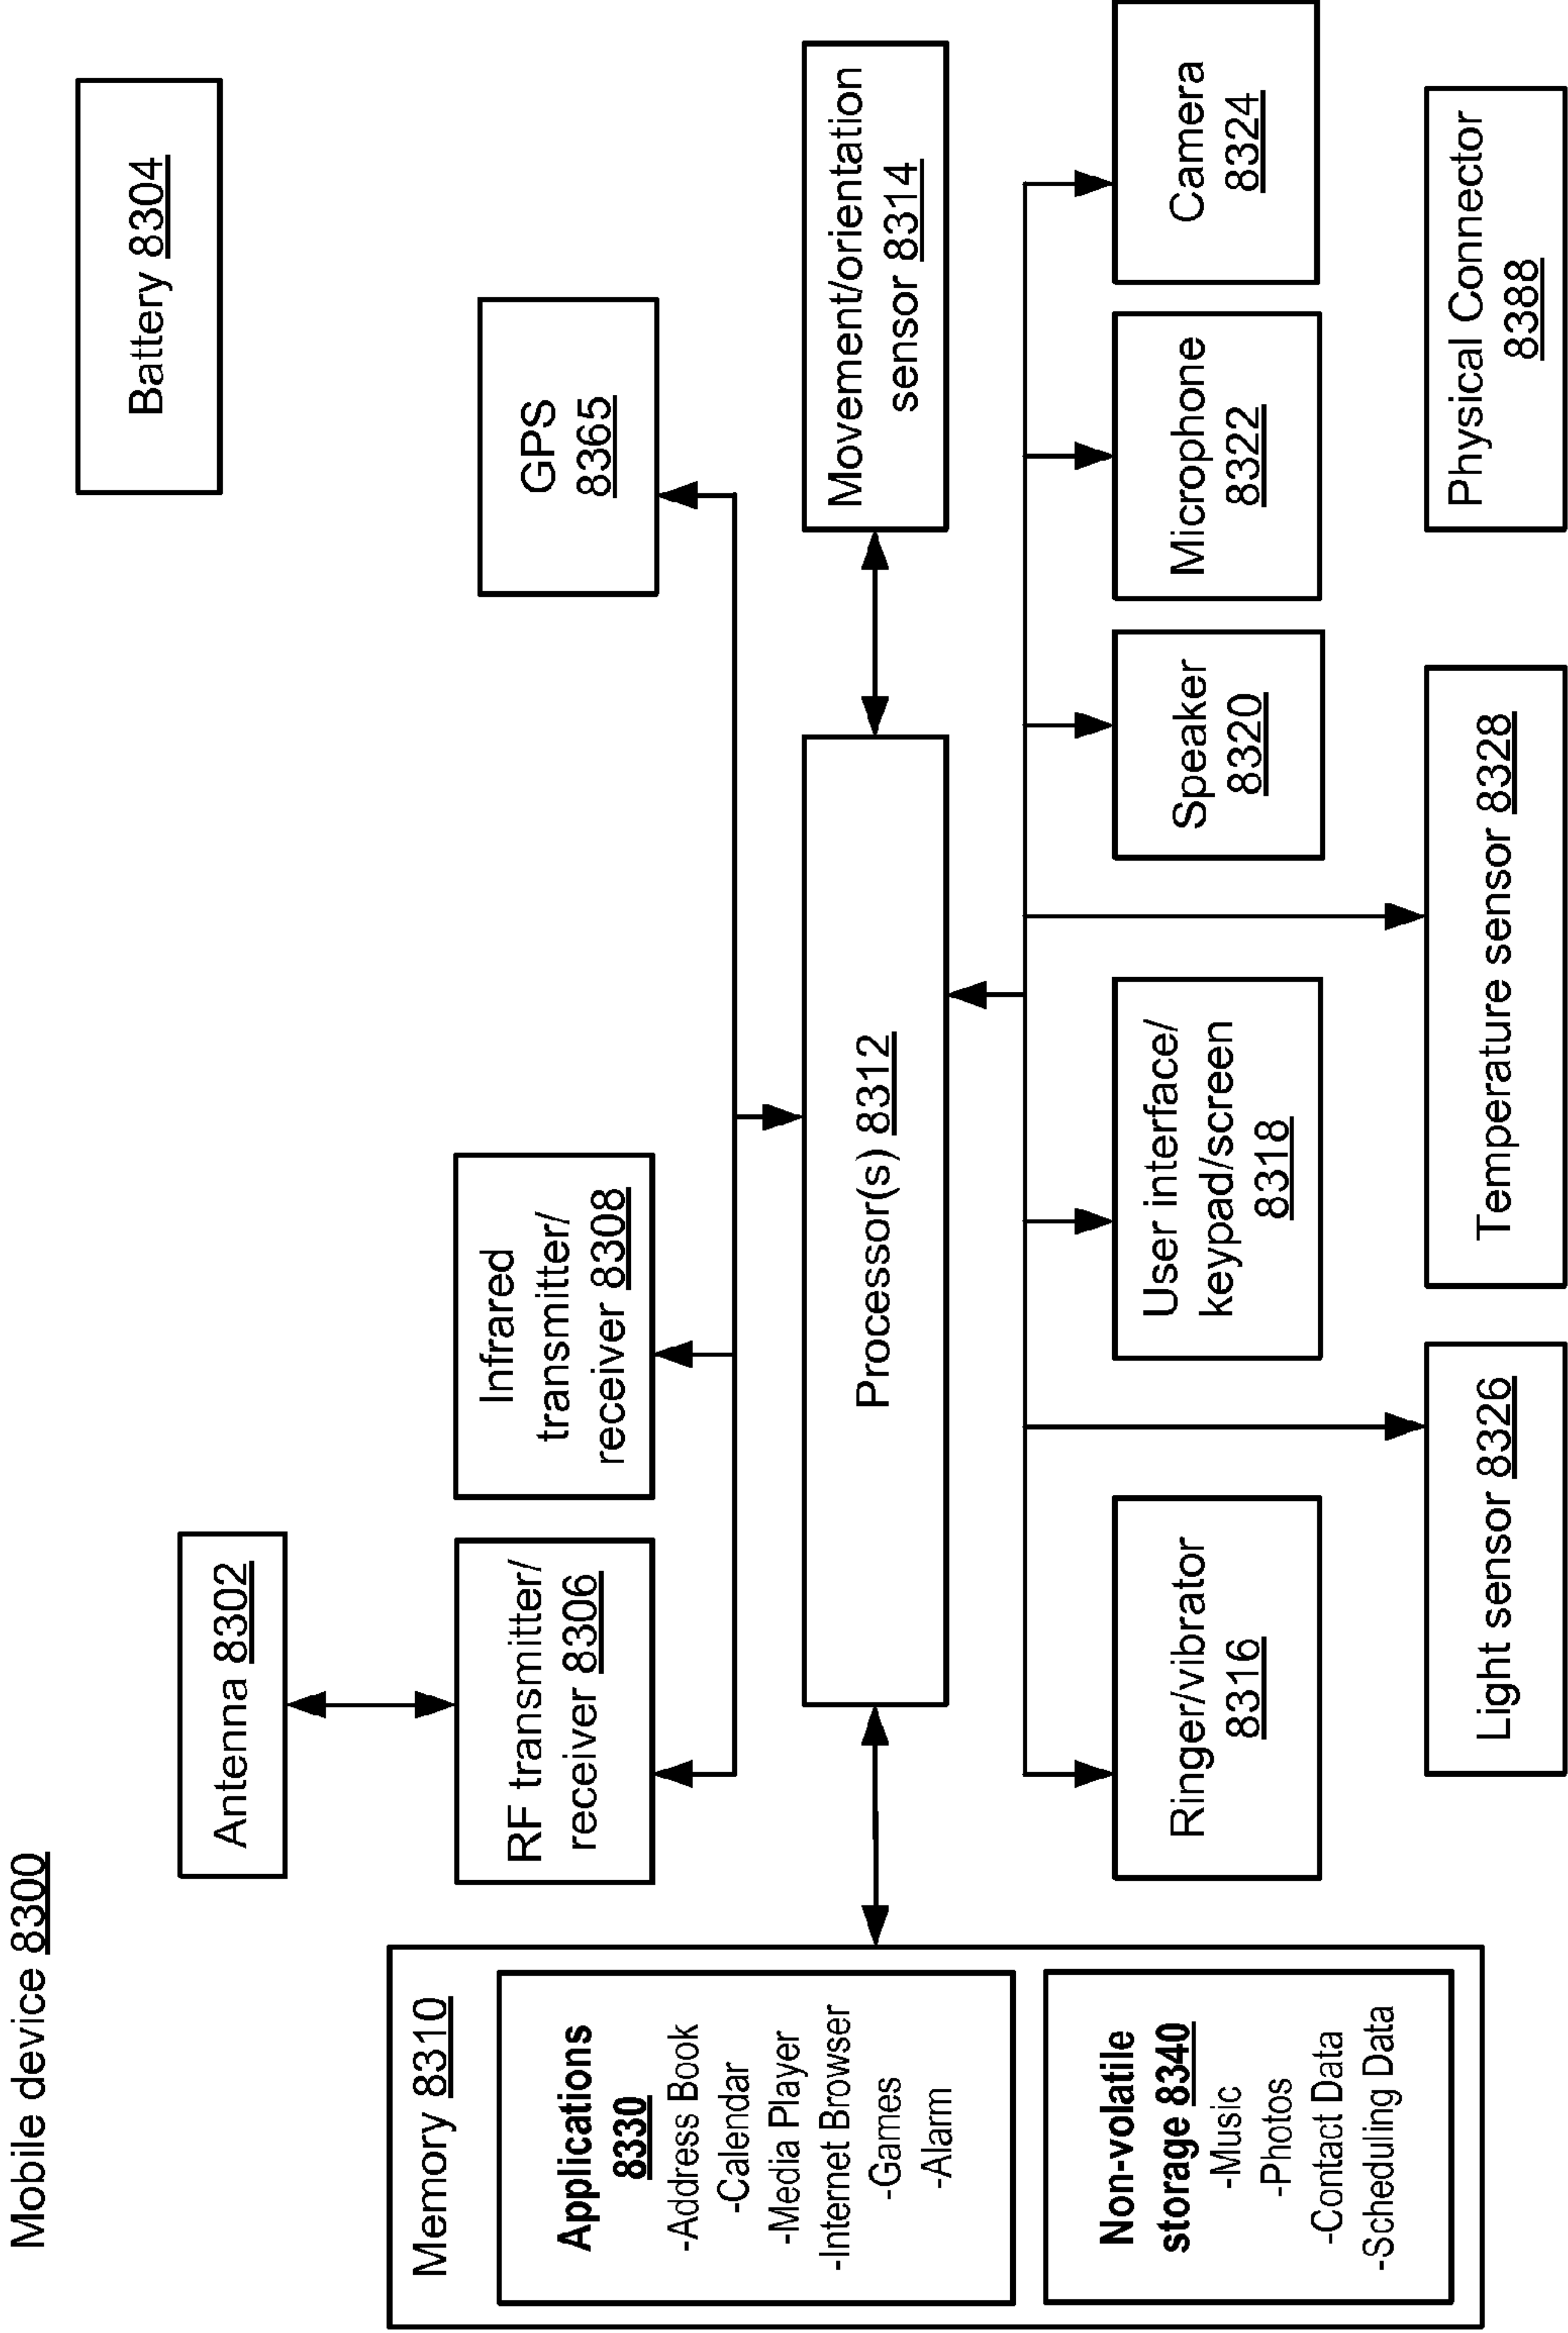 Mobile device 8300
Battery 8304
Antenna 8302
GPS
8365
Infrared
transmitter/
receiver 8308
RF transmitter/
receiver 8306
Memory 8310
Applications
8330
-Address Book
-Calendar
-Media Player
-Internet Browser
-Games
-Alarm
Non-volatile
storage 8340
-Music
-Photos
-Contact Data
-Scheduling Data
Processor(s) 8312
Movement/orientation
sensor 8314
Ringer/vibrator
8316
User interface/
keypad/screen
8318
Speaker
8320
Microphone
8322
Camera
8324
Light sensor 8326
Temperature sensor 8328
Physical Connector
8388